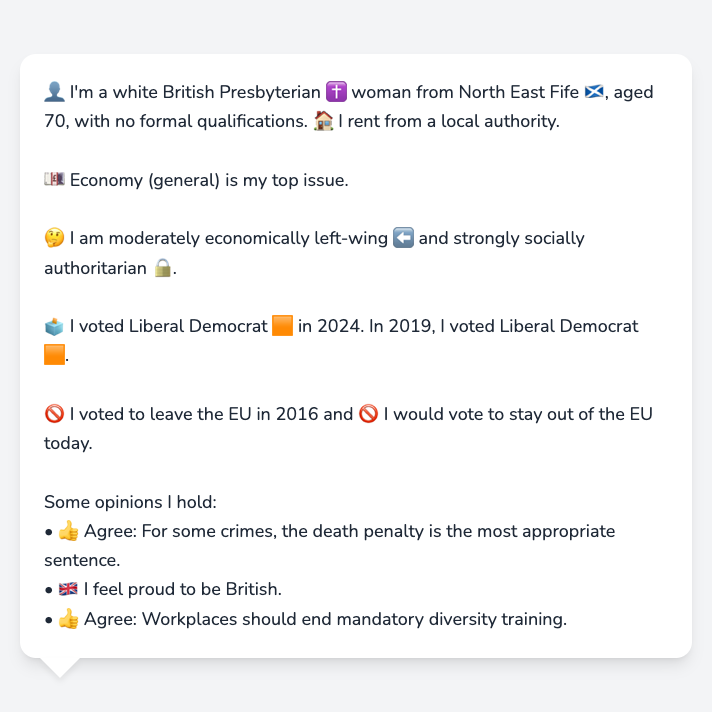 👤 I'm a white British Presbyterian ✝️ woman from North East Fife 🏴󠁧󠁢󠁳󠁣󠁴󠁿, aged
70, with no formal qualifications. 🏠 I rent from a local authority.
💷 Economy (general) is my top issue.
🤔 I am moderately economically left-wing ⬅️ and strongly socially
authoritarian 🔒.
🗳️ I voted Liberal Democrat 🟧 in 2024. In 2019, I voted Liberal Democrat
🟧.
🚫 I voted to leave the EU in 2016 and 🚫 I would vote to stay out of the EU
today.
Some opinions I hold:
• 👍 Agree: For some crimes, the death penalty is the most appropriate
sentence.
• 🇬🇧 I feel proud to be British.
• 👍 Agree: Workplaces should end mandatory diversity training.